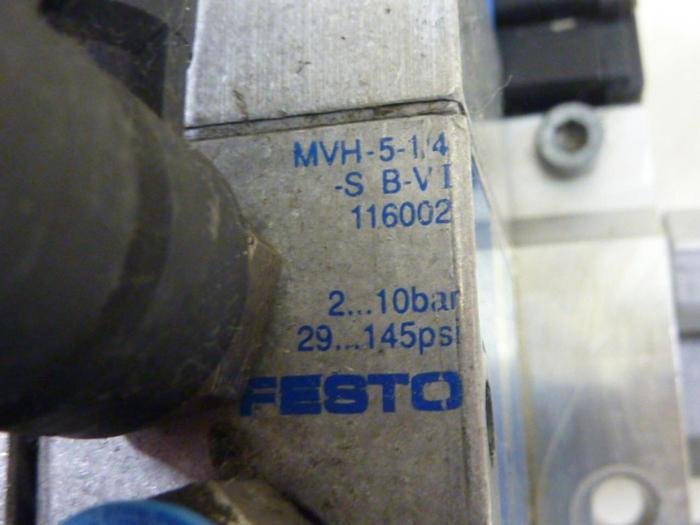 MVH-5-1/4
-S B-VI
116002
2...10bar
29...145psi
FESTO